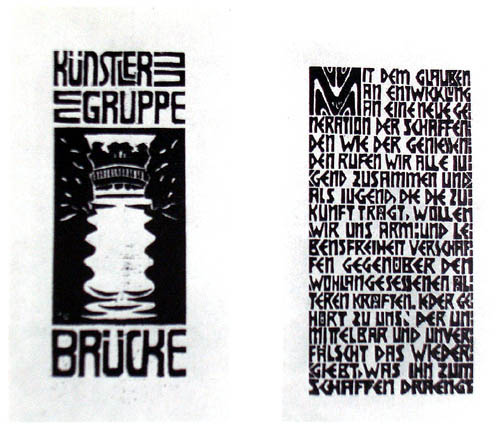 KÜNSTLER
GRUPPE
BRÜCKE
MIT DEM GLAUBEN
AN ENTWICKLUNG
AN EINE NEUE GE
NERATION DER SCHAFFEN
DEN WIE DER GENIESSEN
DEN RUFEN WIR ALLE JU
GEND ZUSAMMEN UND
ALS JUGEND, DIE DIE ZU
KUNFT TRÄGT, WOLLEN
WIR UNS ARM: UND LE
BENSFREIHEIT VERSCHAF
FEN GEGENÜBER DEN
WOHLANGESESSENEN ÄL
TEREN KRÄFTEN. JEDER GE
HÖRT ZU UNS, DER UN
MITTELBAR UND UNVER
FÄLSCHT DAS WIEDER
GIEBT, WAS IHN ZUM
SCHAFFEN DRAENGT